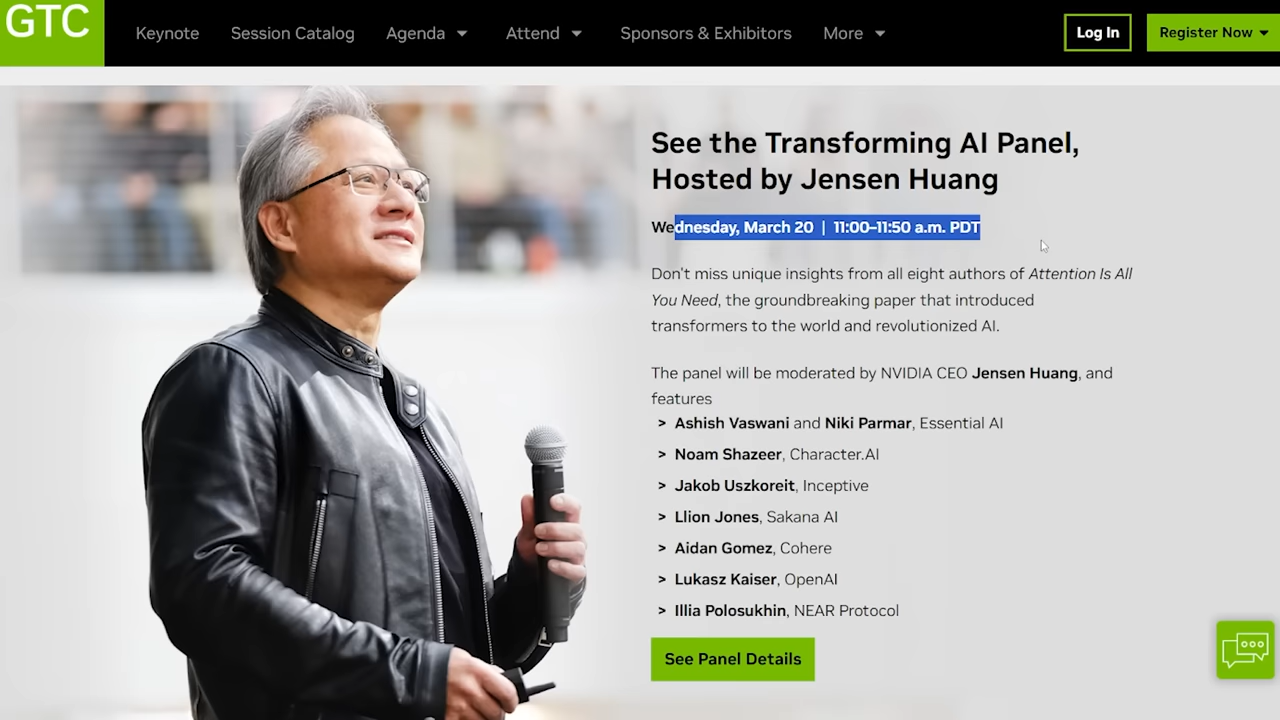 GTC
Keynote
Session Catalog
Agenda
Attend
Sponsors & Exhibitors
More
Log In
Register Now
See the Transforming AI Panel,
Hosted by Jensen Huang
Wednesday, March 20 | 11:00–11:50 a.m. PDT
Don't miss unique insights from all eight authors of Attention Is All
You Need, the groundbreaking paper that introduced
transformers to the world and revolutionized AI.
The panel will be moderated by NVIDIA CEO Jensen Huang, and
features
> Ashish Vaswani and Niki Parmar, Essential AI
> Noam Shazeer, Character.AI
> Jakob Uszkoreit, Inceptive
> Llion Jones, Sakana AI
> Aidan Gomez, Cohere
> Lukasz Kaiser, OpenAI
> Illia Polosukhin, NEAR Protocol
See Panel Details